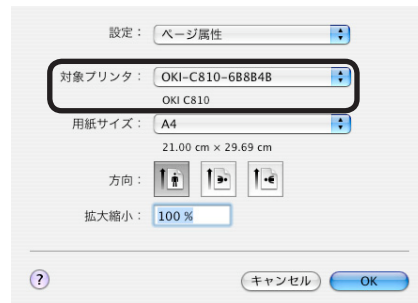 設定： ページ属性
対象プリンタ： OKI-C810-6B8B4B
OKI C810
用紙サイズ： A4
21.00 cm × 29.69 cm
方向：
拡大縮小： 100 %
? キャンセル OK